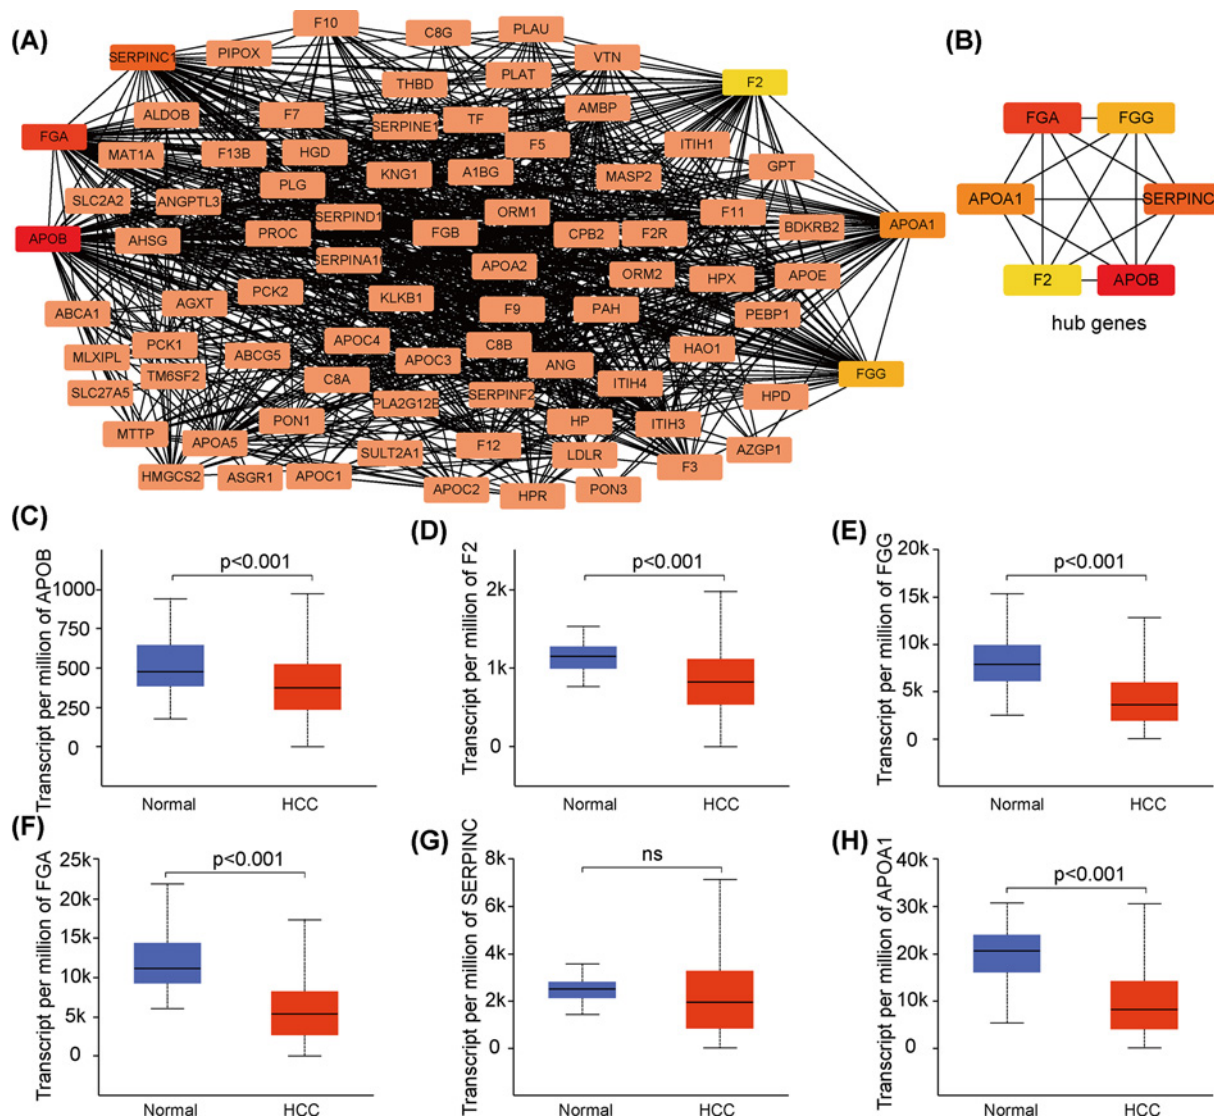 (A)
F10
C8G
PLAU
SERPINC1
PIPOX
VTN
THBD
PLAT
F2
ALDOB
F7
SERPINE1
TF
AMBP
FGA
MAT1A
F13B
HGD
F5
ITIH1
GPT
PLG
KNG1
A1BG
MASP2
SLC2A2
ANGPTL3
SERPIND1
ORM1
F11
BDKRB2
APOA1
APOB
AHSG
PROC
FGB
CPB2
F2R
SERPINA10
APOA2
ORM2
HPX
APOE
ABCA1
AGXT
PCK2
KLKB1
F9
PAH
PEBP1
MLXIPL
PCK1
ABCG5
APOC4
APOC3
C8B
ANG
HAO1
FGG
SLC27A5
TM6SF2
C8A
PLA2G12B
SERPINF2
ITIH4
HPD
MTTP
APOA5
PON1
SULT2A1
F12
HP
LDLR
ITIH3
AZGP1
HMGCS2
ASGR1
APOC1
APOC2
HPR
PON3
F3
(B)
FGA
FGG
APOA1
SERPINC
F2
APOB
hub genes
(C)
Transcript per million of APOB
p<0.001
1000
750
500
250
0
Normal
HCC
(D)
Transcript per million of F2
p<0.001
2k
1k
0
Normal
HCC
(E)
Transcript per million of FGG
p<0.001
20k
15k
10k
5k
0
Normal
HCC
(F)
Transcript per million of FGA
p<0.001
25k
20k
15k
10k
5k
0
Normal
HCC
(G)
Transcript per million of SERPINC
ns
8k
6k
4k
2k
0
Normal
HCC
(H)
Transcript per million of APOA1
p<0.001
40k
30k
20k
10k
0
Normal
HCC